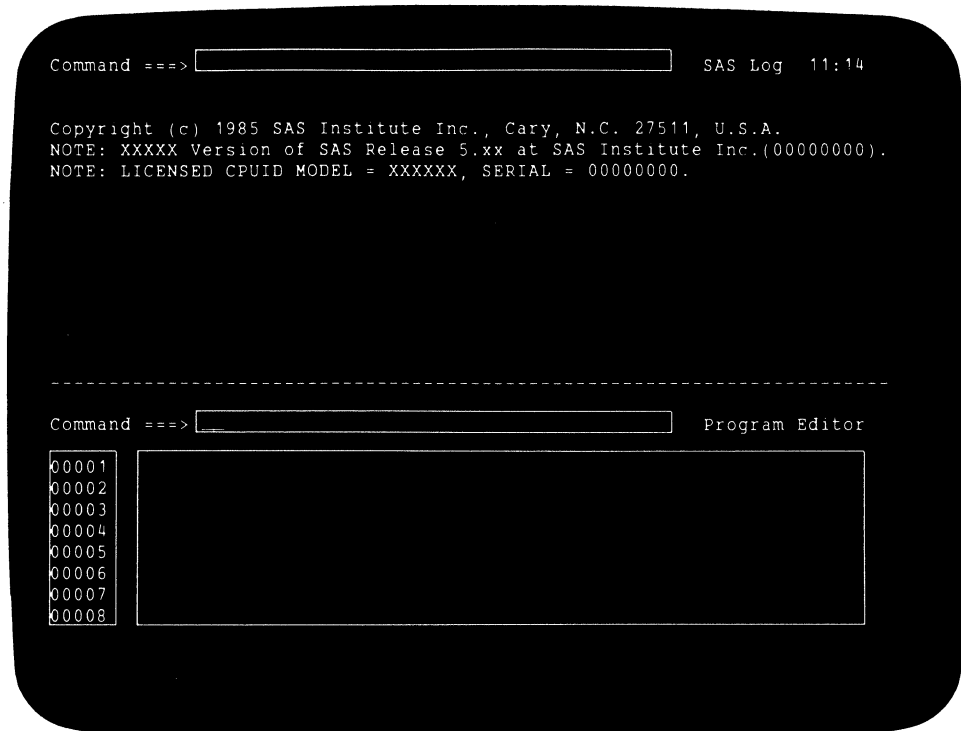 Command ===> SAS Log 11:14
Copyright (c) 1985 SAS Institute Inc., Cary, N.C. 27511, U.S.A.
NOTE: XXXXX Version of SAS Release 5.xx at SAS Institute Inc.(00000000).
NOTE: LICENSED CPUID MODEL = XXXXXX, SERIAL = 00000000.
Command ===> Program Editor
00001
00002
00003
00004
00005
00006
00007
00008